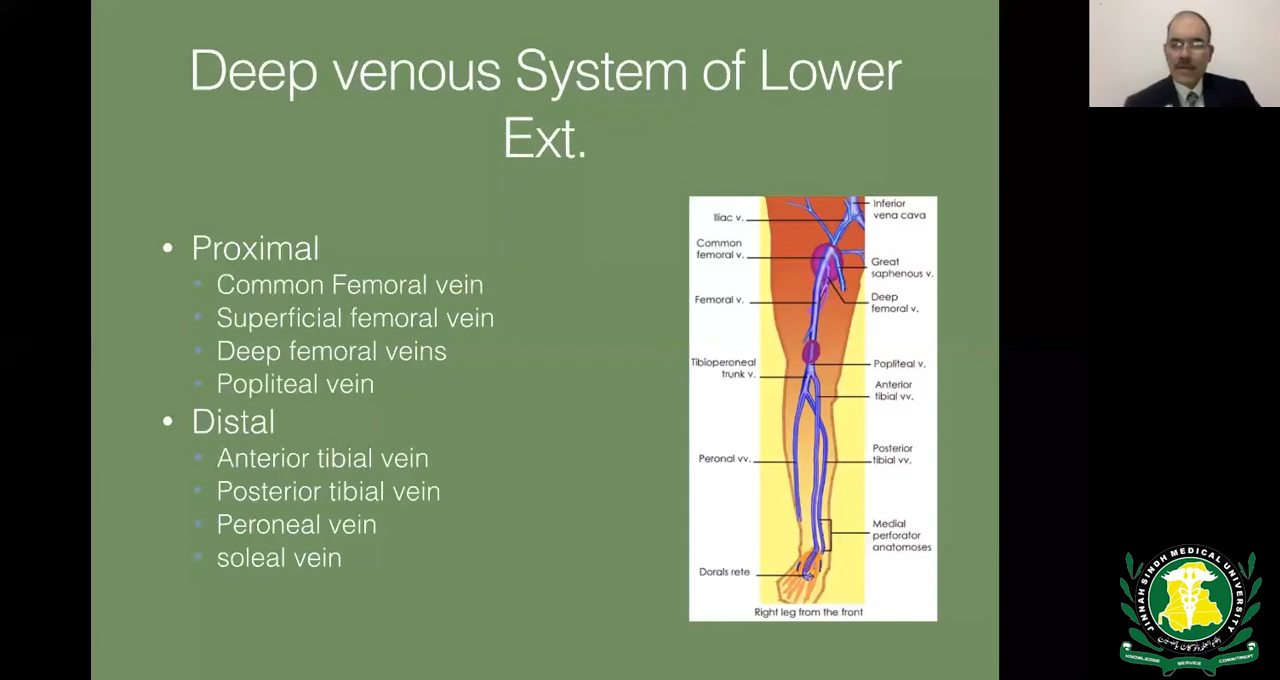 Deep venous System of Lower
Ext.
• Proximal
• Common Femoral vein
• Superficial femoral vein
• Deep femoral veins
• Popliteal vein
• Distal
• Anterior tibial vein
• Posterior tibial vein
• Peroneal vein
• soleal vein
Iliac v.
Inferior
vena cava
Common
femoral v.
Great
saphenous v.
Femoral v.
Deep
femoral v.
Tibioperoneal
trunk v.
Popliteal v.
Anterior
tibial vv.
Peronal vv.
Posterior
tibial vv.
Medial
perforator
anatomoses
Dorals rete
Right leg from the front
JINNAH SINDH MEDICAL UNIVERSITY
KNOWLEDGE SERVICE COMMITMENT